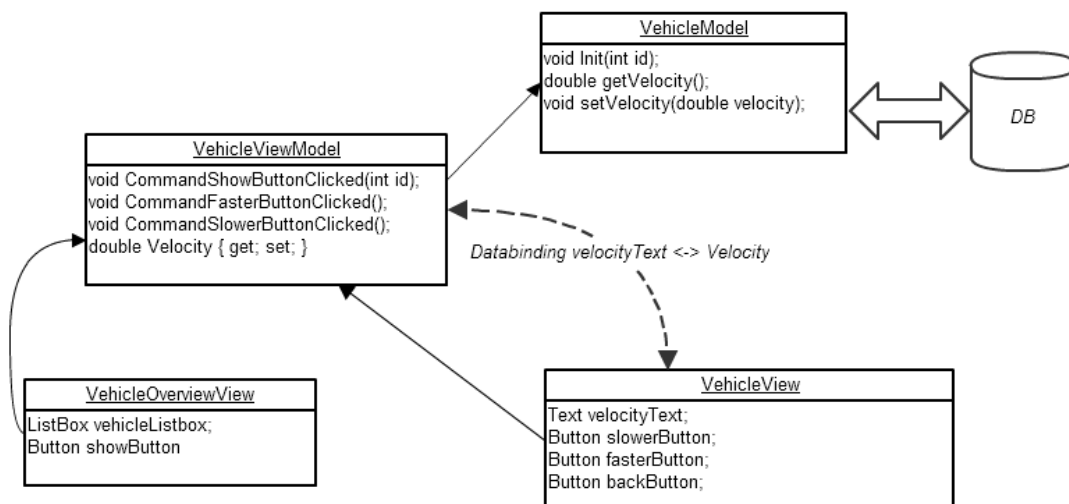 VehicleModel
void Init(int id);
double getVelocity();
void setVelocity(double velocity);
DB
VehicleViewModel
void CommandShowButtonClicked(int id);
void CommandFasterButtonClicked();
void CommandSlowerButtonClicked();
double Velocity { get; set; }
Databinding velocityText <-> Velocity
VehicleOverviewView
ListBox vehicleListbox;
Button showButton
VehicleView
Text velocityText;
Button slowerButton;
Button fasterButton;
Button backButton;